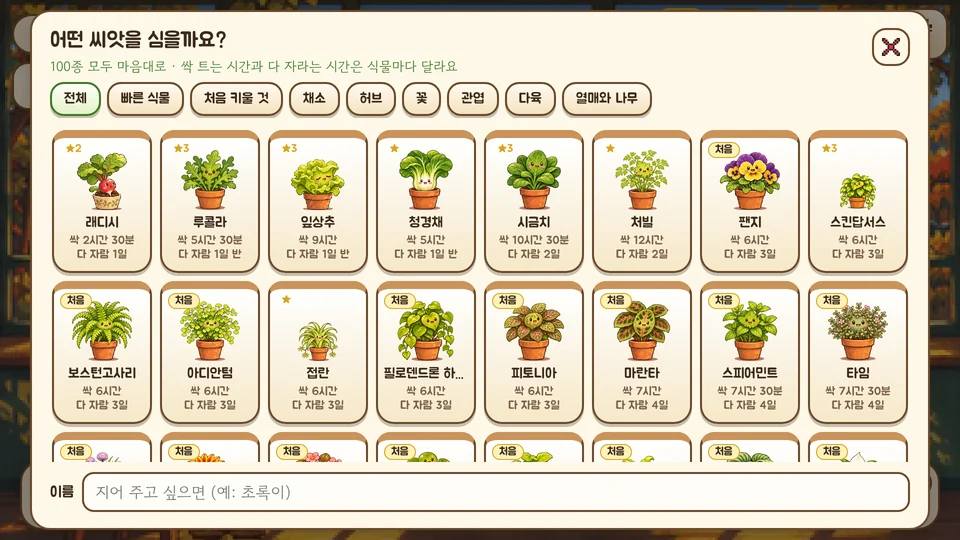 어떤 씨앗을 심을까요?
100종 모두 마음대로 · 싹 트는 시간과 다 자라는 시간은 식물마다 달라요
전체 빠른 식물 처음 키울 것 채소 허브 꽃 관엽 다육 열매와 나무
★2 ★3 ★3 ★ ★3 ★ 처음 ★3
래디시 루콜라 잎상추 청경채 시금치 처빌 팬지 스킨답서스
싹 2시간 30분 싹 5시간 30분 싹 9시간 싹 5시간 싹 10시간 30분 싹 12시간 싹 6시간 싹 6시간
다 자람 1일 다 자람 1일 반 다 자람 1일 반 다 자람 1일 반 다 자람 2일 다 자람 2일 다 자람 3일 다 자람 3일
처음 처음 ★ 처음 처음 처음 처음 처음
보스턴고사리 아디안텀 접란 필로덴드론 하... 피토니아 마란타 스피어민트 타임
싹 6시간 싹 6시간 싹 6시간 싹 6시간 싹 6시간 싹 7시간 싹 7시간 30분 싹 7시간 30분
다 자람 3일 다 자람 3일 다 자람 3일 다 자람 3일 다 자람 3일 다 자람 4일 다 자람 4일 다 자람 4일
처음 처음 처음 처음 처음 처음 처음 처음
이름 지어 주고 싶으면 (예: 초록이)